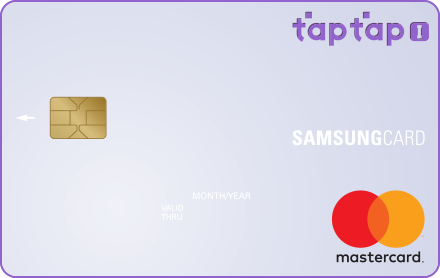 taptap I
SAMSUNGCARD
MONTH/YEAR
VALID
THRU
mastercard.